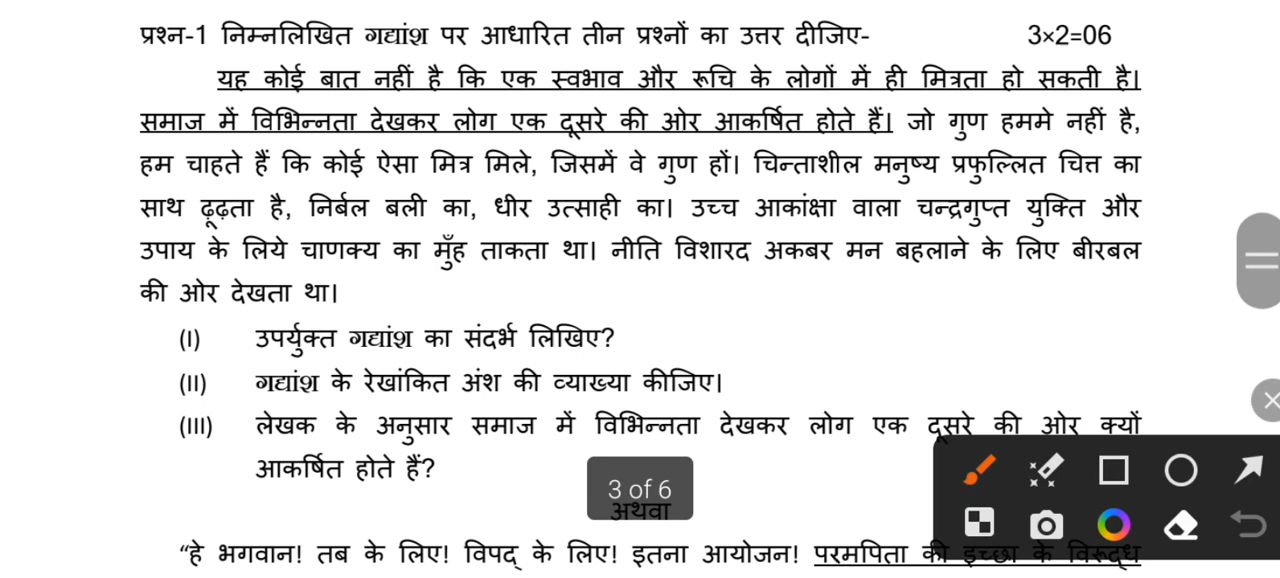 प्रश्न-1 निम्नलिखित गद्यांश पर आधारित तीन प्रश्नों का उत्तर दीजिए- 3×2=06
यह कोई बात नहीं है कि एक स्वभाव और रूचि के लोगों में ही मित्रता हो सकती है।
समाज में विभिन्नता देखकर लोग एक दूसरे की ओर आकर्षित होते हैं। जो गुण हममे नहीं है,
हम चाहते हैं कि कोई ऐसा मित्र मिले, जिसमें वे गुण हों। चिन्ताशील मनुष्य प्रफुल्लित चित्त का
साथ ढूढ़ता है, निर्बल बली का, धीर उत्साही का। उच्च आकांक्षा वाला चन्द्रगुप्त युक्ति और
उपाय के लिये चाणक्य का मुँह ताकता था। नीति विशारद अकबर मन बहलाने के लिए बीरबल
की ओर देखता था।
(I) उपर्युक्त गद्यांश का संदर्भ लिखिए?
(II) गद्यांश के रेखांकित अंश की व्याख्या कीजिए।
(III) लेखक के अनुसार समाज में विभिन्नता देखकर लोग एक दूसरे की ओर क्यों
आकर्षित होते हैं?
3 of 6
अथवा
“हे भगवान! तब के लिए! विपद् के लिए! इतना आयोजन! परमपिता की इच्छा के विरूद्ध